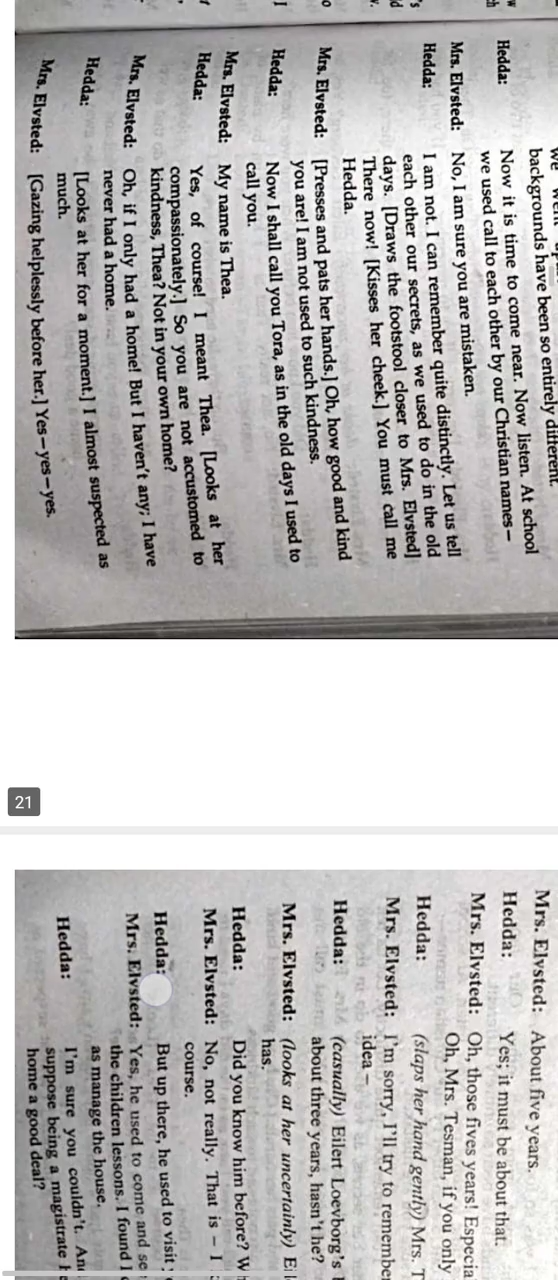 backgrounds have been so entirely different.
Hedda: Now it is time to come near. Now listen. At school
we used call to each other by our Christian names—
Mrs. Elvsted: No, I am sure you are mistaken.
Hedda: I am not. I can remember quite distinctly. Let us tell
each other our secrets, as we used to do in the old
days. [Draws the footstool closer to Mrs. Elvsted]
There now! [Kisses her cheek.] You must call me
Hedda.
Mrs. Elvsted: [Presses and pats her hands.] Oh, how good and kind
you are! I am not used to such kindness.
Hedda: Now I shall call you Tora, as in the old days I used to
call you.
Mrs. Elvsted: My name is Thea.
Hedda: Yes, of course! I meant Thea. [Looks at her
compassionately.] So you are not accustomed to
kindness, Thea? Not in your own home?
Mrs. Elvsted: Oh, if I only had a home! But I haven't any; I have
never had a home.
Hedda: [Looks at her for a moment.] I almost suspected as
much.
Mrs. Elvsted: [Gazing helplessly before her.] Yes—yes—yes.
21
Mrs. Elvsted: About five years.
Hedda: Yes; it must be about that.
Mrs. Elvsted: Oh, those fives years!
Oh, Mrs. Tesman, if you only
Hedda: (slaps her hand gently) Mrs.
Mrs. Elvsted: I'm sorry. I'll try to remember
idea—
Hedda: (casually) Eilert Loevborg's
about three years, hasn't he?
Mrs. Elvsted: (looks at her uncertainly)
has.
Hedda: Did you know him before?
Mrs. Elvsted: No, not really. That is – I
course.
Hedda: But up there, he used to visit
Mrs. Elvsted: Yes, he used to come and
the children lessons. I found I
as manage the house.
Hedda: I'm sure you couldn't.
suppose being a magistrate
home a good deal?